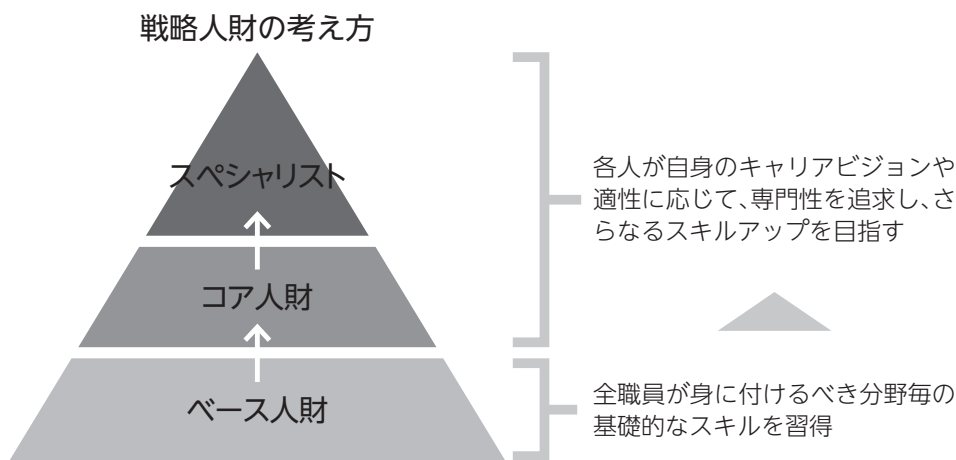 戦略人財の考え方
スペシャリスト
コア人財
ベース人財
各人が自身のキャリアビジョンや
適性に応じて、専門性を追求し、さ
らなるスキルアップを目指す
全職員が身に付けるべき分野毎の
基礎的なスキルを習得